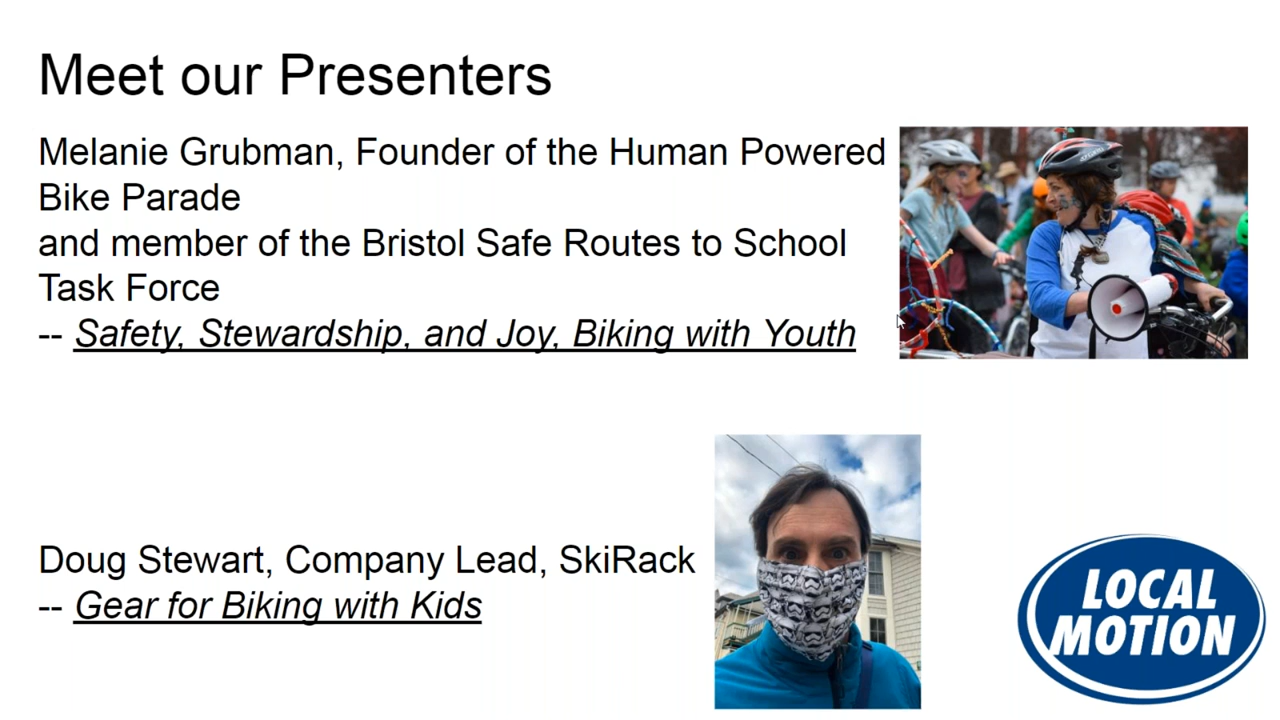 Meet our Presenters
Melanie Grubman, Founder of the Human Powered
Bike Parade
and member of the Bristol Safe Routes to School
Task Force
-- Safety, Stewardship, and Joy, Biking with Youth
Doug Stewart, Company Lead, SkiRack
-- Gear for Biking with Kids
LOCAL
MOTION